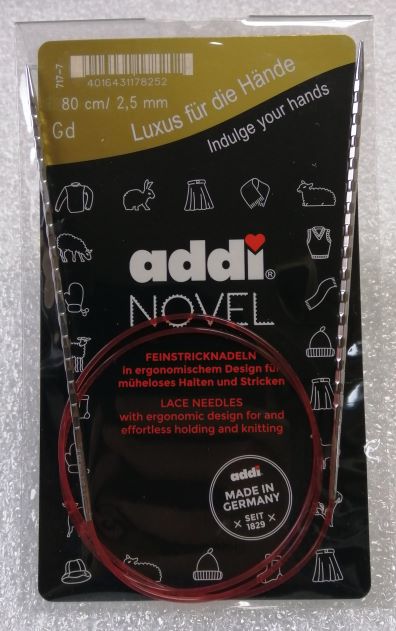 717-7
4016431178252
80 cm/ 2,5 mm
Gd
Luxus für die Hände
Indulge your hands
addi®
NOVEL
FEINSTRICKNADELN
in ergonomischem Design für
müheloses Halten und Stricken
LACE NEEDLES
with ergonomic design for and
effortless holding and knitting
addi
MADE IN
GERMANY
SEIT
1829